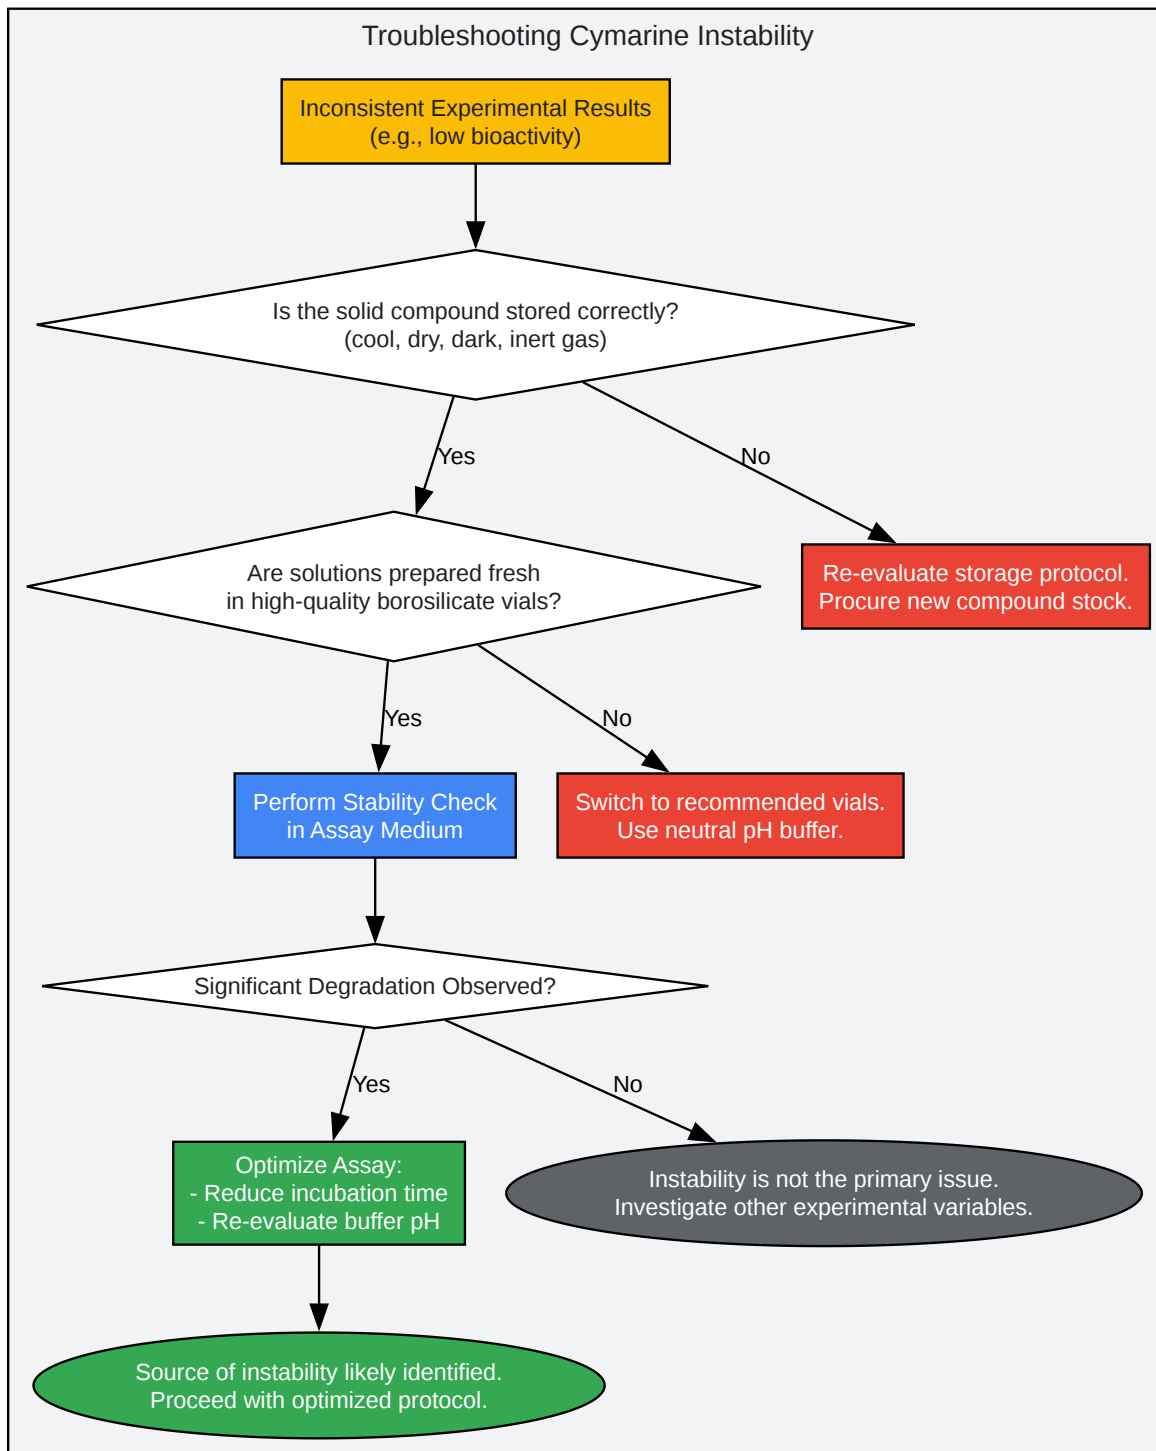 Troubleshooting Cymarine Instability
Inconsistent Experimental Results
(e.g., low bioactivity)
Is the solid compound stored correctly?
(cool, dry, dark, inert gas)
Yes
No
Are solutions prepared fresh
in high-quality borosilicate vials?
Re-evaluate storage protocol.
Procure new compound stock.
Yes
No
Perform Stability Check
in Assay Medium
Switch to recommended vials.
Use neutral pH buffer.
Significant Degradation Observed?
Yes
No
Optimize Assay:
- Reduce incubation time
- Re-evaluate buffer pH
Instability is not the primary issue.
Investigate other experimental variables.
Source of instability likely identified.
Proceed with optimized protocol.